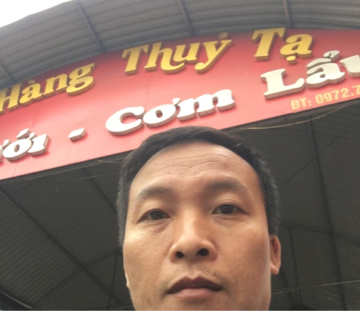 Hàng Thuỷ Tạ
ới - Cơm Lẩu
ĐT: 0972.7